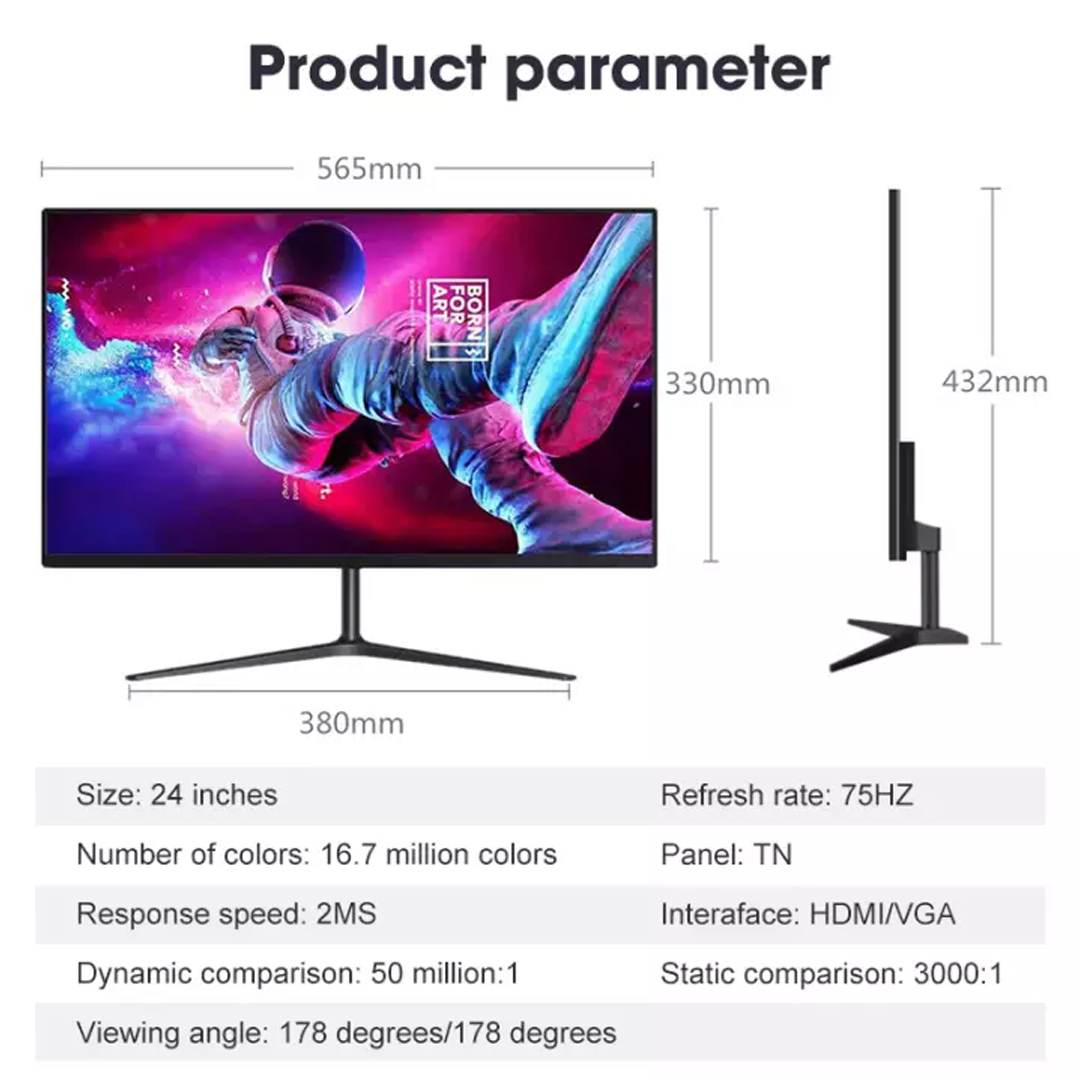 Product parameter
565mm
BORN
FOR
ART
330mm
432mm
380mm
Size: 24 inches
Refresh rate: 75HZ
Number of colors: 16.7 million colors
Panel: TN
Response speed: 2MS
Interaface: HDMI/VGA
Dynamic comparison: 50 million:1
Static comparison: 3000:1
Viewing angle: 178 degrees/178 degrees